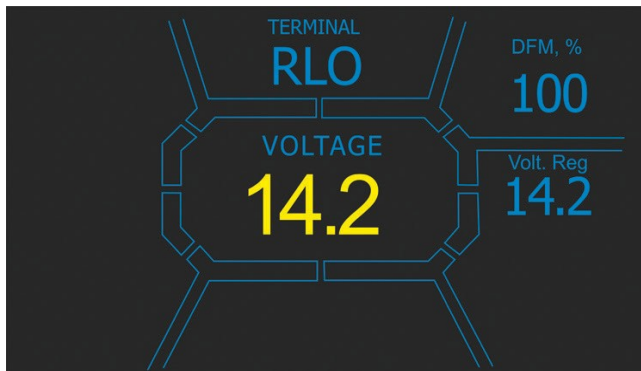 TERMINAL
RLO
DFM, %
100
VOLTAGE
14.2
Volt. Reg
14.2